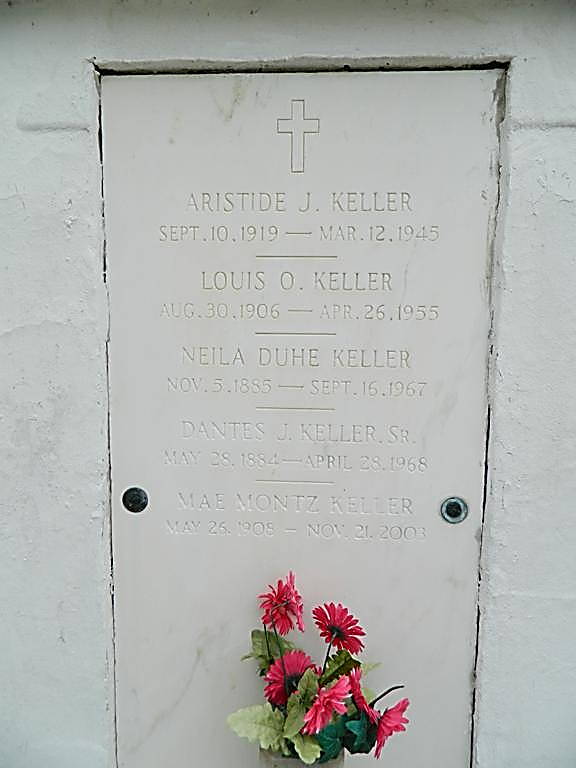 ARISTIDE J. KELLER
SEPT. 10. 1919 — MAR. 12. 1945
LOUIS O. KELLER
AUG. 30. 1906 — APR. 26. 1955
NEILA DUHE KELLER
NOV. 5. 1885 — SEPT. 16. 1967
DANTES J. KELLER, SR.
MAY 28. 1884 — APRIL 28. 1968
MAE MONTZ KELLER
MAY 26. 1908 – NOV. 21. 2003